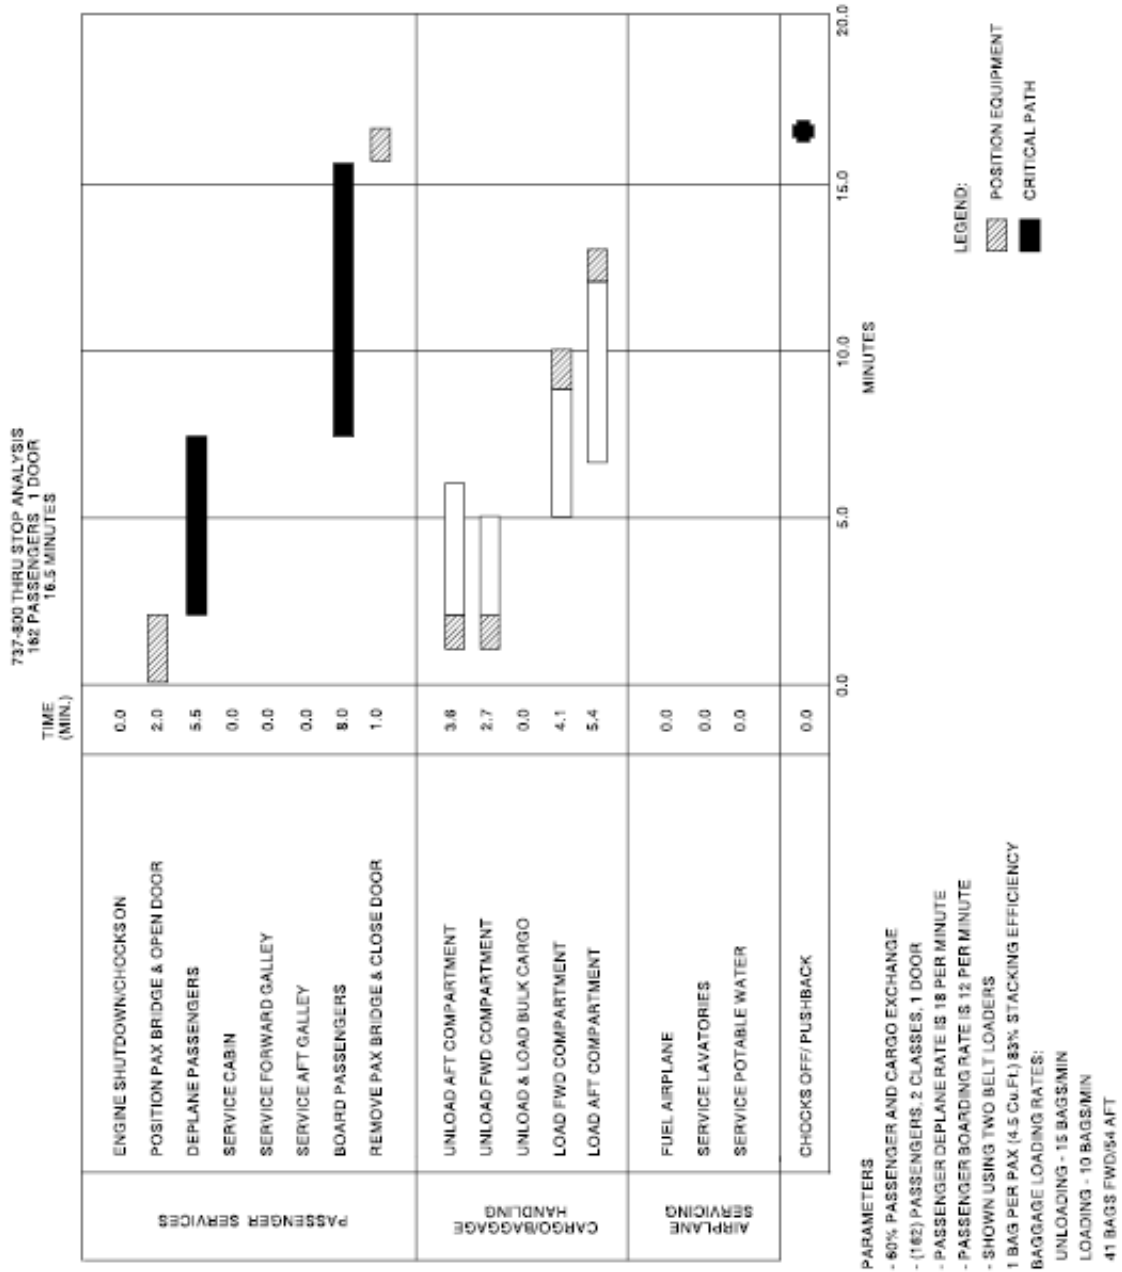 737-800 THRU STOP ANALYSIS
162 PASSENGERS 1 DOOR
16.5 MINUTES
TIME
(MIN.)
PASSENGER SERVICES
ENGINE SHUTDOWN/CHOCKS ON 0.0
POSITION PAX BRIDGE & OPEN DOOR 2.0
DEPLANE PASSENGERS 5.5
SERVICE CABIN 0.0
SERVICE FORWARD GALLEY 0.0
SERVICE AFT GALLEY 0.0
BOARD PASSENGERS 8.0
REMOVE PAX BRIDGE & CLOSE DOOR 1.0
CARGO/BAGGAGE
HANDLING
UNLOAD AFT COMPARTMENT 3.6
UNLOAD FWD COMPARTMENT 2.7
UNLOAD & LOAD BULK CARGO 0.0
LOAD FWD COMPARTMENT 4.1
LOAD AFT COMPARTMENT 5.4
AIRPLANE
SERVICING
FUEL AIRPLANE 0.0
SERVICE LAVATORIES 0.0
SERVICE POTABLE WATER 0.0
CHOCKS OFF/ PUSHBACK 0.0
0.0 5.0 10.0 15.0 20.0
MINUTES
PARAMETERS
- 60% PASSENGER AND CARGO EXCHANGE
- (162) PASSENGERS, 2 CLASSES, 1 DOOR
- PASSENGER DEPLANE RATE IS 18 PER MINUTE
- PASSENGER BOARDING RATE IS 12 PER MINUTE
- SHOWN USING TWO BELT LOADERS
1 BAG PER PAX (4.5 Cu.Ft.) 83% STACKING EFFICIENCY
BAGGAGE LOADING RATES:
UNLOADING - 15 BAGS/MIN
LOADING - 10 BAGS/MIN
41 BAGS FWD/54 AFT
LEGEND:
POSITION EQUIPMENT
CRITICAL PATH